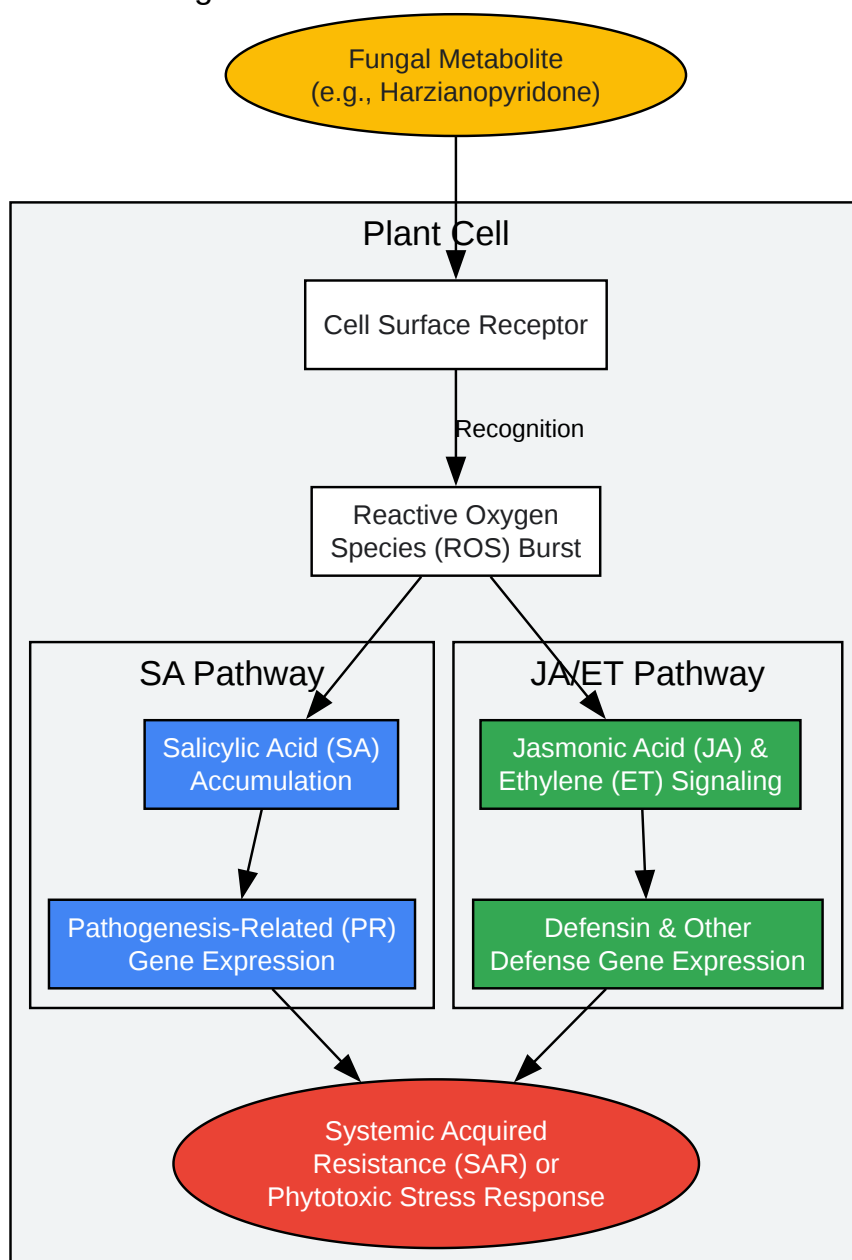 Fungal Metabolite
(e.g., Harzianopyridone)
Plant Cell
Cell Surface Receptor
Recognition
Reactive Oxygen
Species (ROS) Burst
SA Pathway
JA/ET Pathway
Salicylic Acid (SA)
Accumulation
Jasmonic Acid (JA) &
Ethylene (ET) Signaling
Pathogenesis-Related (PR)
Gene Expression
Defensin & Other
Defense Gene Expression
Systemic Acquired
Resistance (SAR) or
Phytotoxic Stress Response